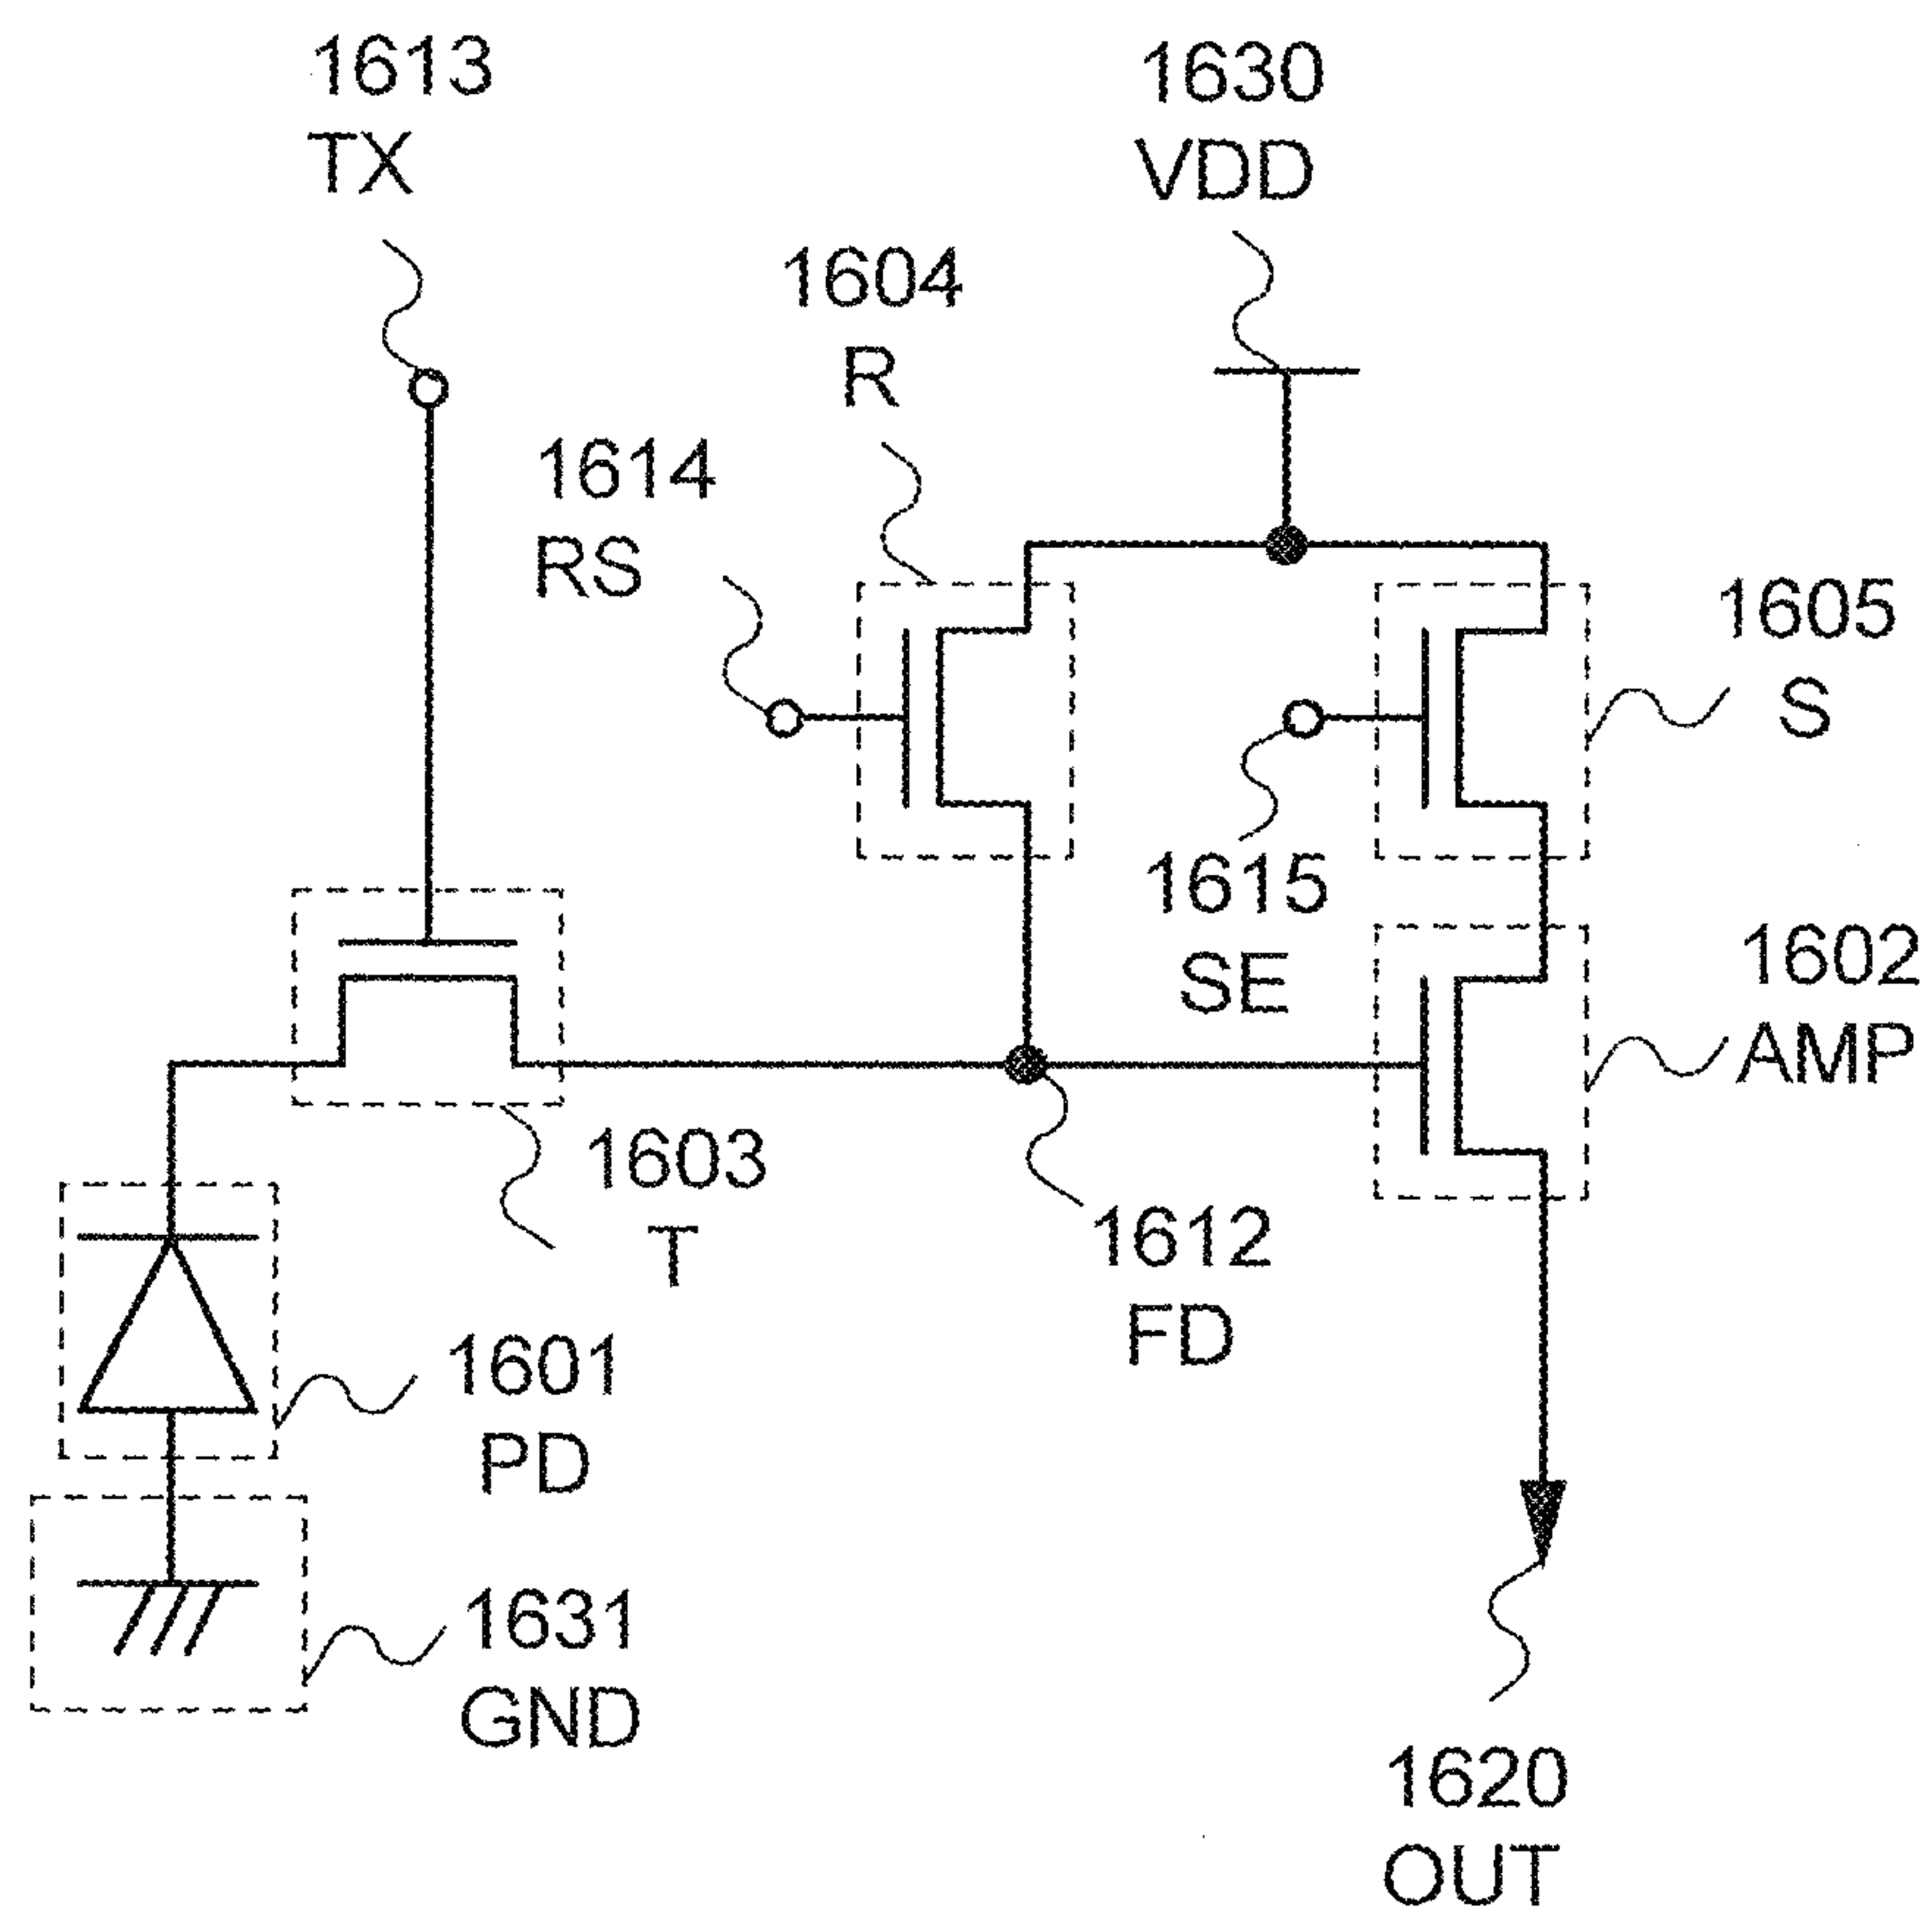 1613
TX
1630
VDD
1604
R
1614
RS
1605
S
1615
SE
1602
AMP
1603
T
1612
FD
1601
PD
1631
GND
1620
OUT